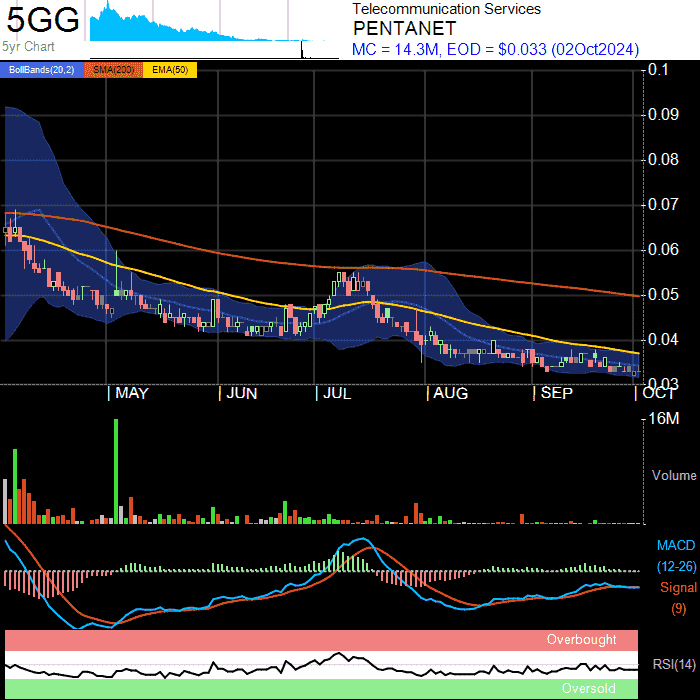 5GG
5yr Chart
Telecommunication Services
PENTANET
MC = 14.3M, EOD = $0.033 (02Oct2024)
BollBands(20,2) SMA(200) EMA(50)
0.1
0.09
0.08
0.07
0.06
0.05
0.04
0.03
MAY JUN JUL AUG SEP OCT
16M
Volume
MACD
(12-26)
Signal
(9)
Overbought
RSI(14)
Oversold